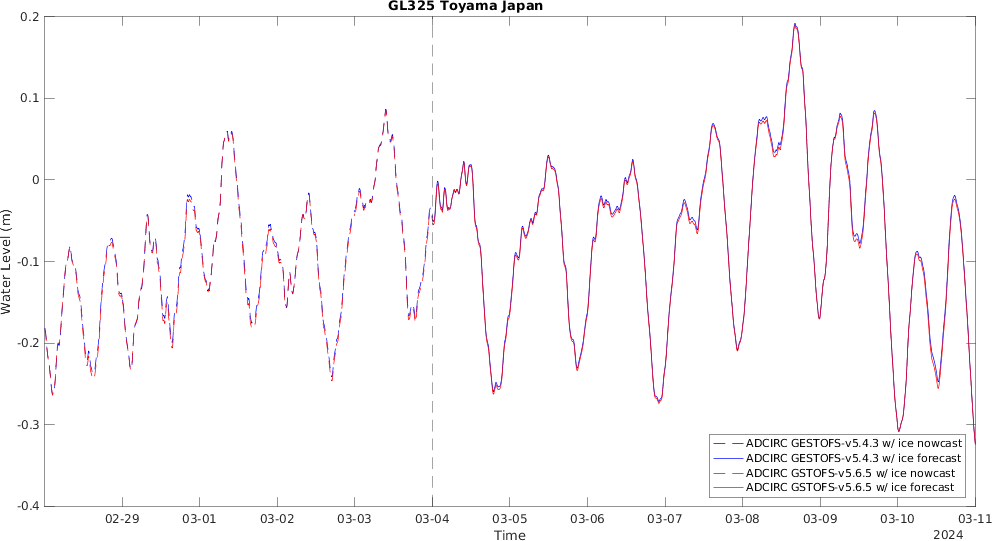 GL325 Toyama Japan
Water Level (m)
0.2
0.1
0
-0.1
-0.2
-0.3
-0.4
ADCIRC GESTOFS-v5.4.3 w/ ice nowcast
ADCIRC GESTOFS-v5.4.3 w/ ice forecast
ADCIRC GSTOFS-v5.6.5 w/ ice nowcast
ADCIRC GSTOFS-v5.6.5 w/ ice forecast
02-29 03-01 03-02 03-03 03-04 03-05 03-06 03-07 03-08 03-09 03-10 03-11
Time
2024